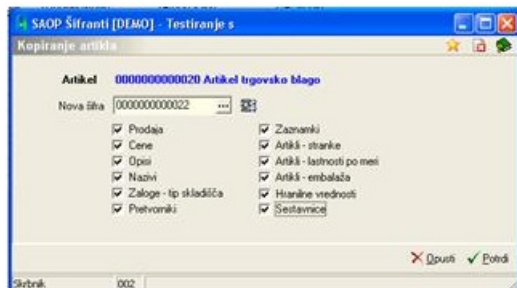 SAOP Šifranti [DEMO] - Testiranje s
Kopiranje artikla
Artikel 0000000000020 Artikel trgovsko blago
Nova šifra 0000000000022 ...
Prodaja
Cene
Opisi
Nazivi
Zaloge - tip skladišča
Pretvorniki
Zaznamki
Artikli - stranke
Artikli - lastnosti po meri
Artikli - embalaža
Hranilne vrednosti
Sestavnice
Opusti Potrdi
Skrbnik 002